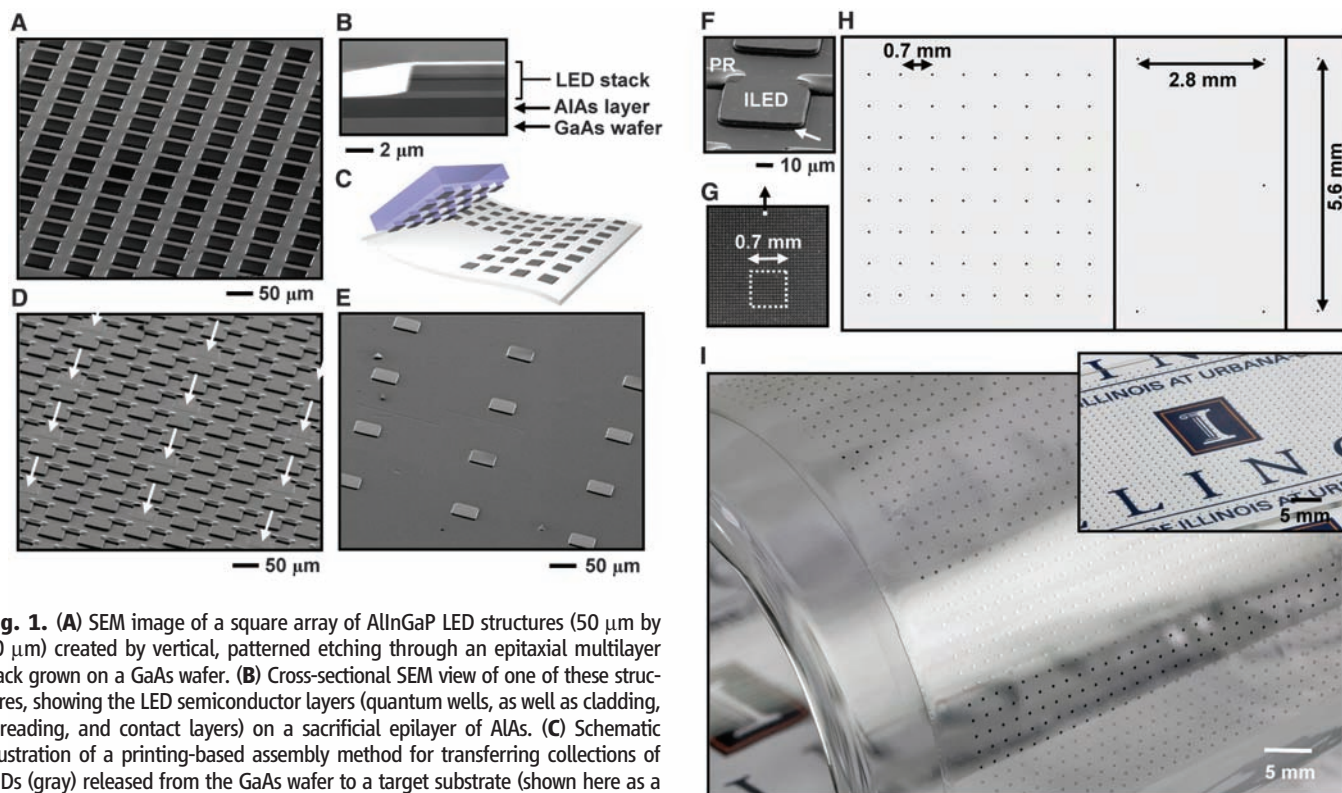 A
B
LED stack
AlAs layer
GaAs wafer
2 μm
C
50 μm
D
E
50 μm
50 μm
F
PR
ILED
10 μm
G
0.7 mm
H
0.7 mm
2.8 mm
5.6 mm
I
ILLINOIS AT URBANA-
I
L I N
OF ILLINOIS AT UR
5 mm
5 mm
g. 1. (A) SEM image of a square array of AlInGaP LED structures (50 μm by
0 μm) created by vertical, patterned etching through an epitaxial multilayer
ack grown on a GaAs wafer. (B) Cross-sectional SEM view of one of these struc-
res, showing the LED semiconductor layers (quantum wells, as well as cladding,
reading, and contact layers) on a sacrificial epilayer of AlAs. (C) Schematic
ustration of a printing-based assembly method for transferring collections of
Ds (gray) released from the GaAs wafer to a target substrate (shown here as a